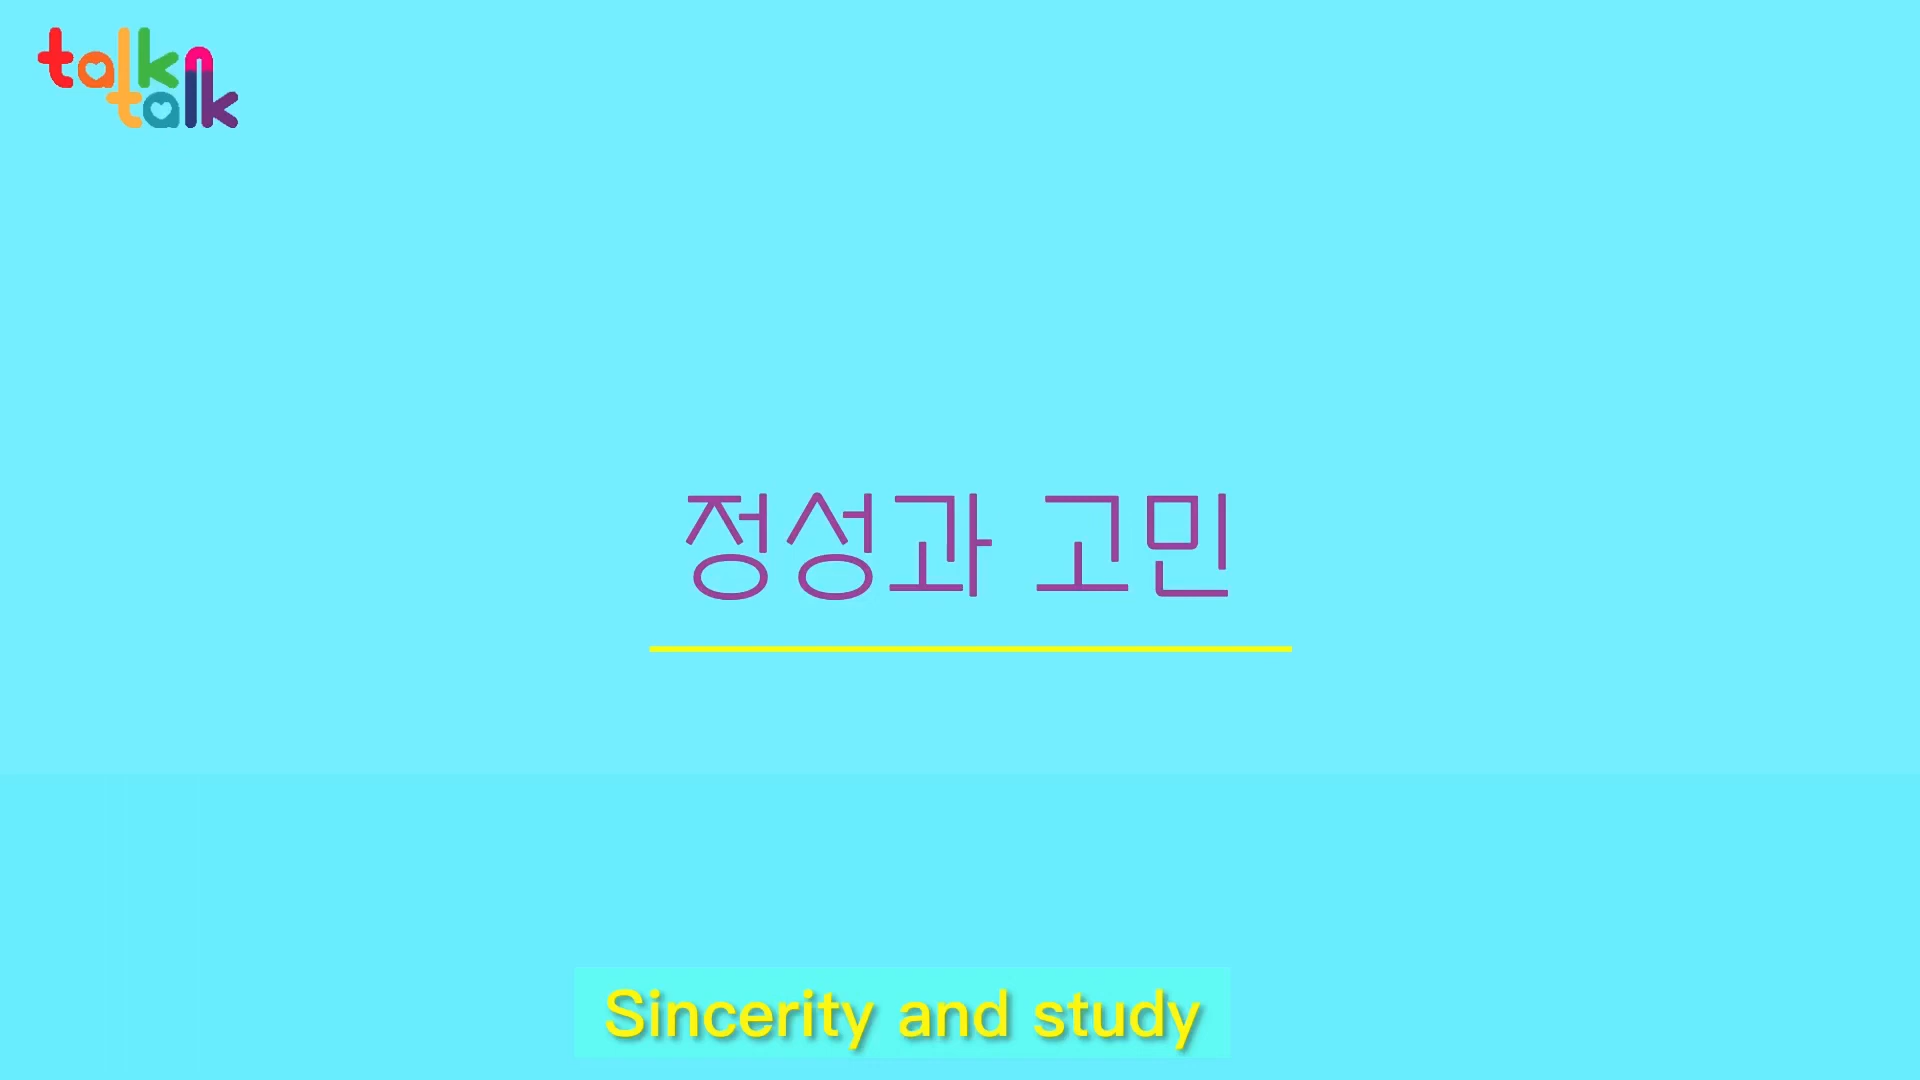 talk n
talk
정성과 고민
Sincerity and study